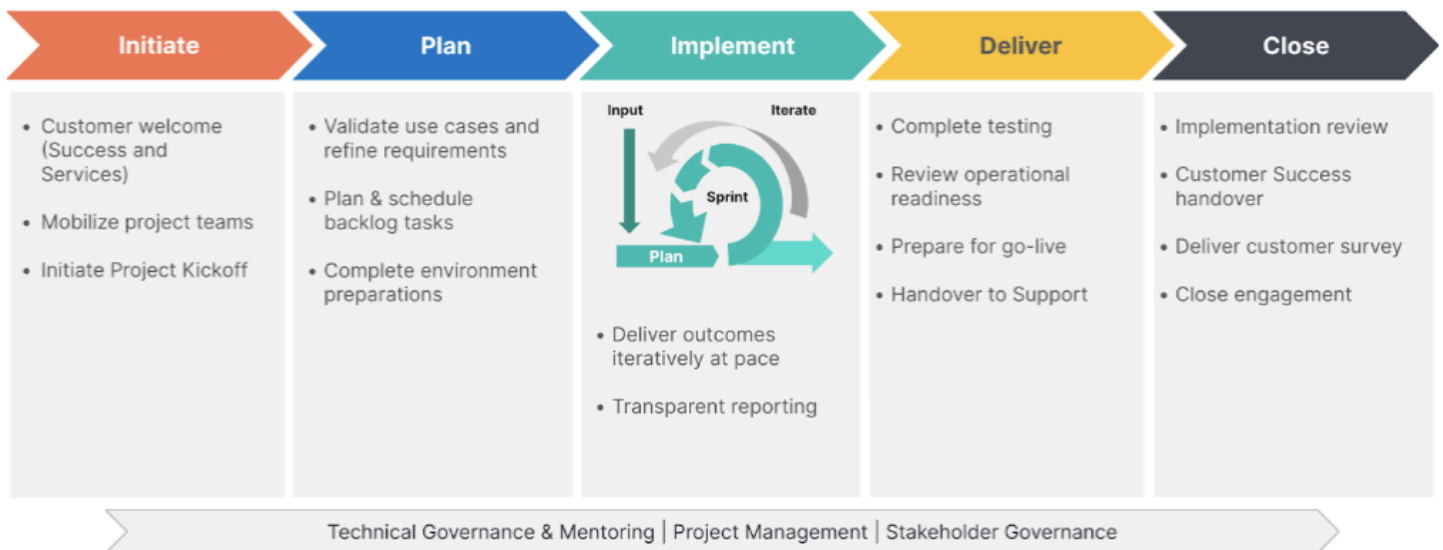 Initiate
Plan
Implement
Deliver
Close
• Customer welcome
(Success and
Services)
• Mobilize project teams
• Initiate Project Kickoff
• Validate use cases and
refine requirements
• Plan & schedule
backlog tasks
• Complete environment
preparations
Input
Iterate
Sprint
Plan
• Deliver outcomes
iteratively at pace
• Transparent reporting
• Complete testing
• Review operational
readiness
• Prepare for go-live
• Handover to Support
• Implementation review
• Customer Success
handover
• Deliver customer survey
• Close engagement
Technical Governance & Mentoring | Project Management | Stakeholder Governance